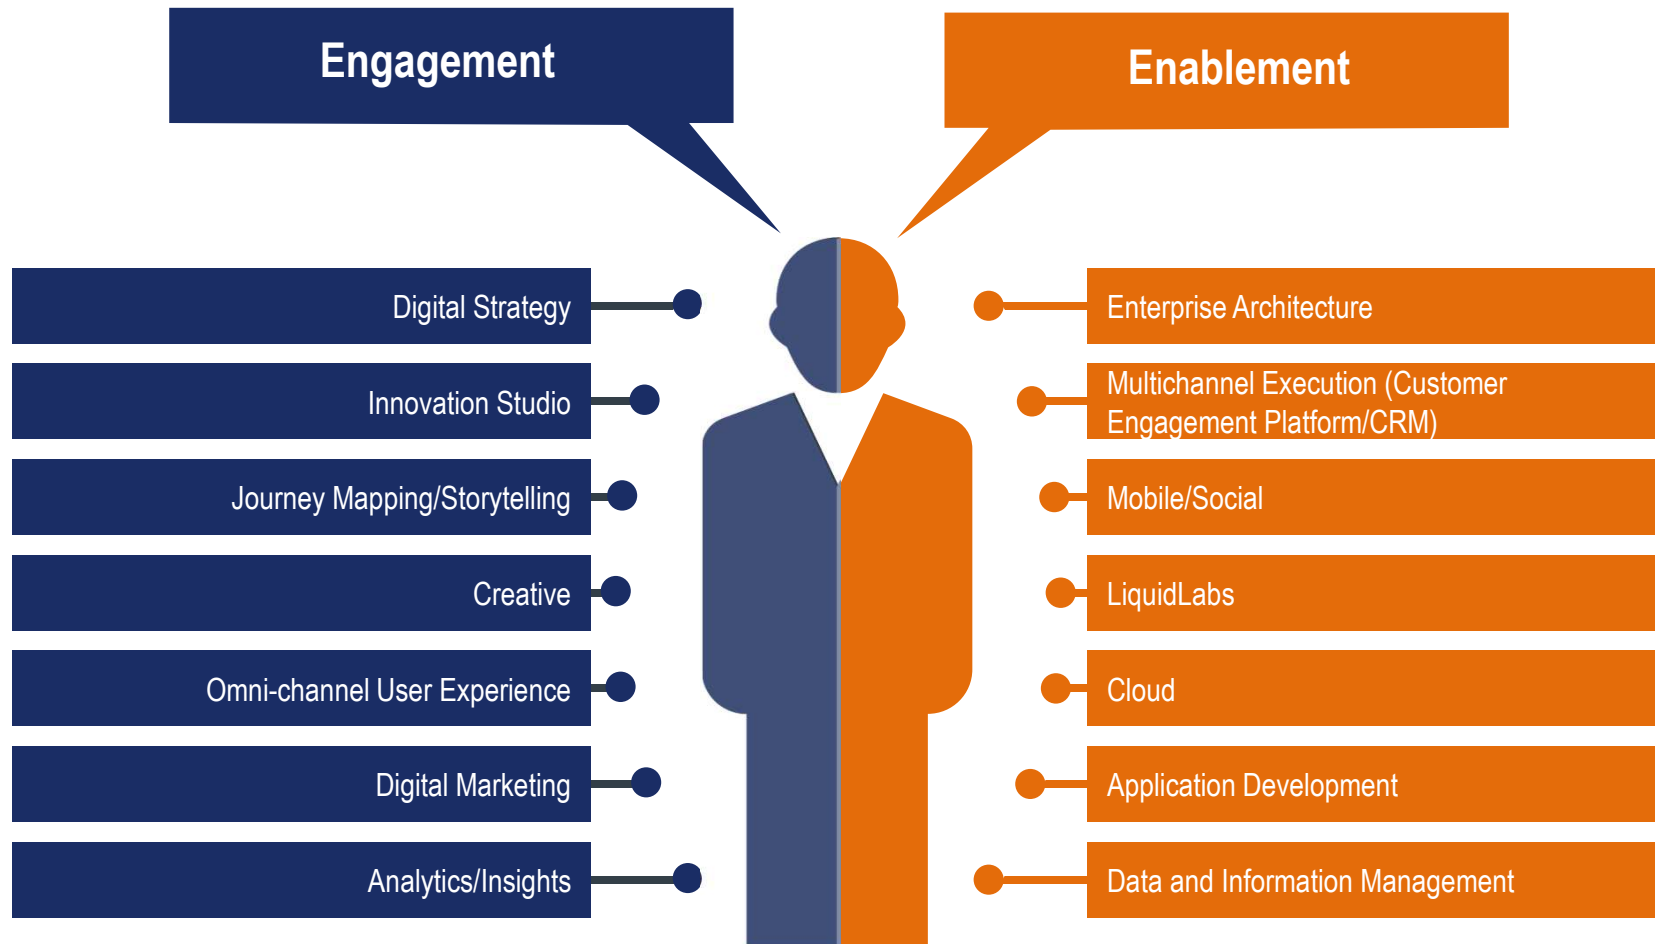 Engagement
Enablement
Digital Strategy
Innovation Studio
Journey Mapping/Storytelling
Creative
Omni-channel User Experience
Digital Marketing
Analytics/Insights
Enterprise Architecture
Multichannel Execution (Customer
Engagement Platform/CRM)
Mobile/Social
LiquidLabs
Cloud
Application Development
Data and Information Management